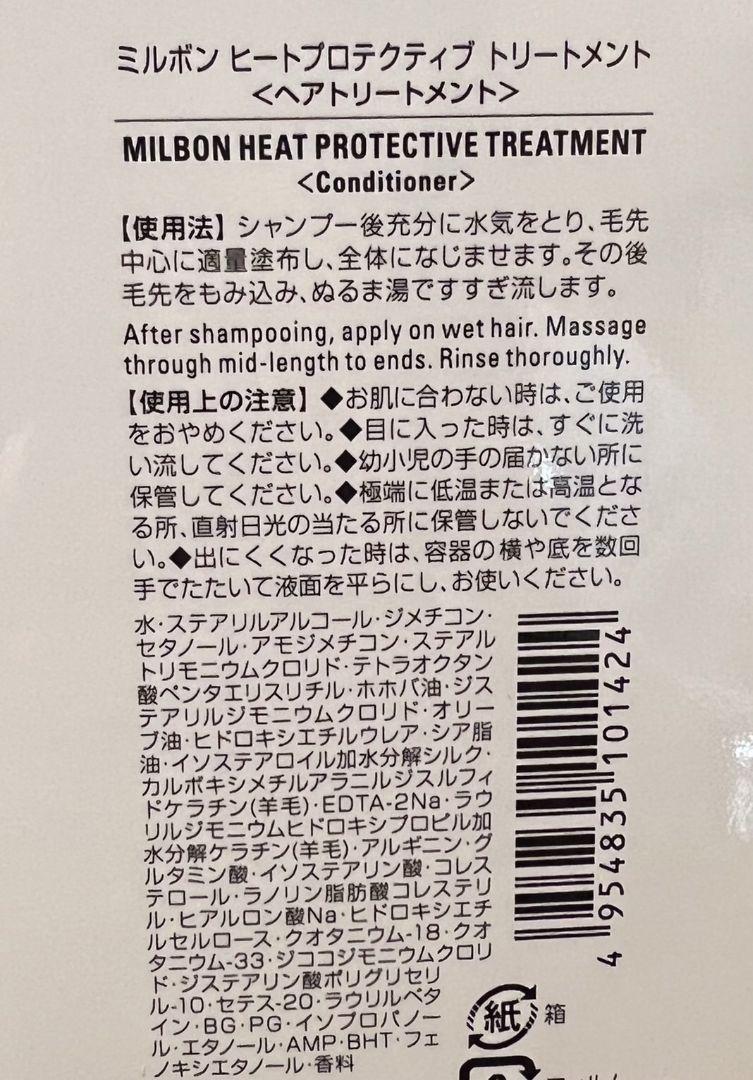 ミルボン ヒートプロテクティブ トリートメント
<ヘアトリートメント>
MILBON HEAT PROTECTIVE TREATMENT
<Conditioner>
【使用法】シャンプー後充分に水気をとり、毛先
中心に適量塗布し、全体になじませます。その後
毛先をもみ込み、ぬるま湯ですすぎ流します。
After shampooing, apply on wet hair. Massage
through mid-length to ends. Rinse thoroughly.
【使用上の注意】◆お肌に合わない時は、ご使用
をおやめください。◆目に入った時は、すぐに洗
い流してください。◆幼小児の手の届かない所に
保管してください。◆極端に低温または高温とな
る所、直射日光の当たる所に保管しないでくださ
い。◆出にくくなった時は、容器の横や底を数回
手でたたいて液面を平らにし、お使いください。
水・ステアリルアルコール・ジメチコン・
セタノール・アモジメチコン・ステアル
トリモニウムクロリド・テトラオクタン
酸ペンタエリスリチル・ホホバ油・ジス
テアリルジモニウムクロリド・オリー
ブ油・ヒドロキシエチルウレア・シア脂
油・イソステアロイル加水分解シルク・
カルボキシメチルアラニルジスルフィ
ドケラチン(羊毛)・EDTA-2Na・ラウ
リルジモニウムヒドロキシプロピル加
水分解ケラチン(羊毛)・アルギニン・グ
ルタミン酸・イソステアリン酸・コレス
テロール・ラノリン脂肪酸コレステリ
ル・ヒアルロン酸Na・ヒドロキシエチ
ルセルロース・クオタニウム-18・クオ
タニウム-33・ジココジモニウムクロリ
ド・ジステアリン酸ポリグリセリ
ル-10・セテス-20・ラウリルベタ
イン・BG・PG・イソプロパノー
ル・エタノール・AMP・BHT・フェ
ノキシエタノール・香料
4 954835 101424
紙 箱